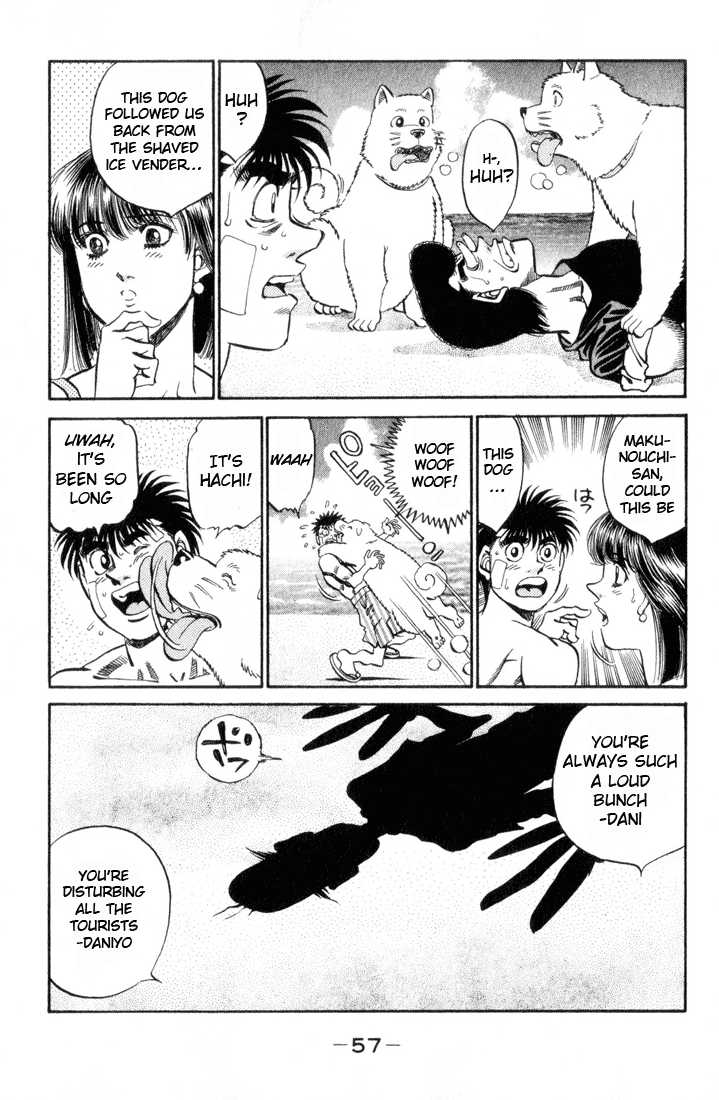 H-,
HUH?
HUH
?
THIS DOG
FOLLOWED US
BACK FROM
THE SHAVED
ICE VENDER...
MAKU-
NOUCHI-
SAN,
COULD
THIS BE
THIS
DOG
...
はっ
WOOF
WOOF
WOOF!
WAAH
IT'S
HACHI!
UWAH,
IT'S
BEEN SO
LONG
YOU'RE
ALWAYS SUCH
A LOUD
BUNCH
-DANI
YOU'RE
DISTURBING
ALL THE
TOURISTS
-DANIYO
-57-